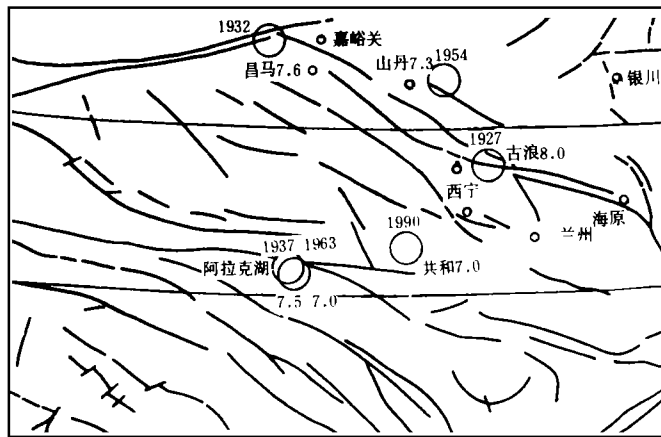 1932
嘉峪关
昌马7.6
山丹7.3
1954
银川
1927
古浪8.0
西宁
海原
兰州
1990
共和7.0
1937 1963
阿拉克湖
7.5 7.0